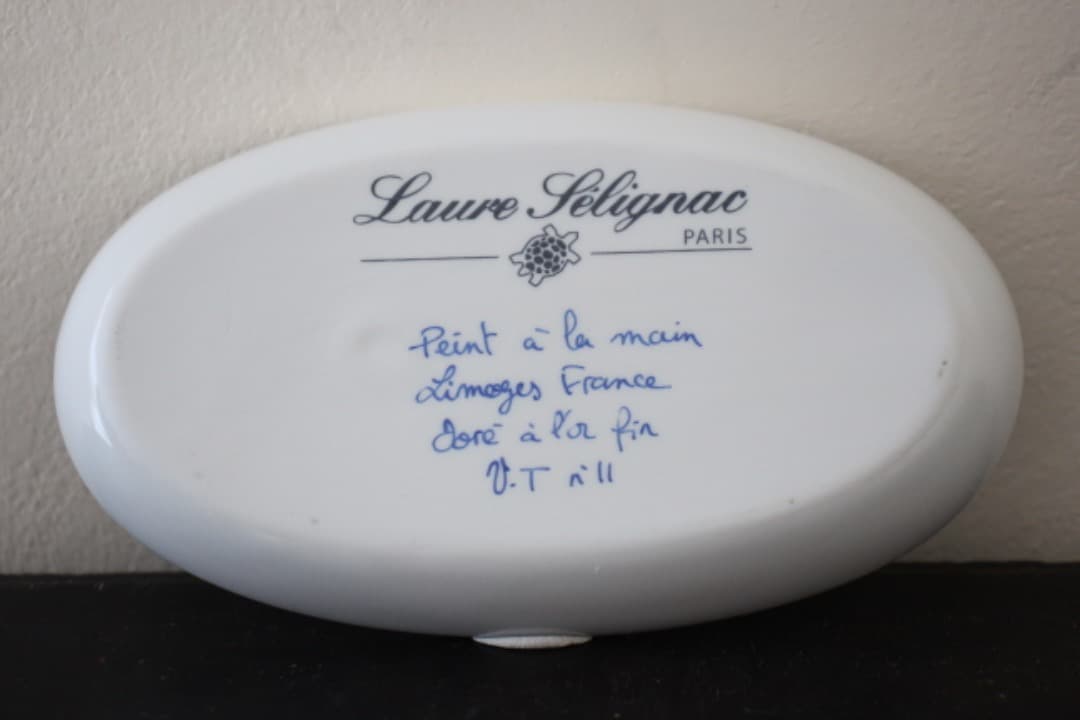 Laure Sélignac
PARIS
Peint à la main
Limoges France
doré à l'or fin
V.T n°11